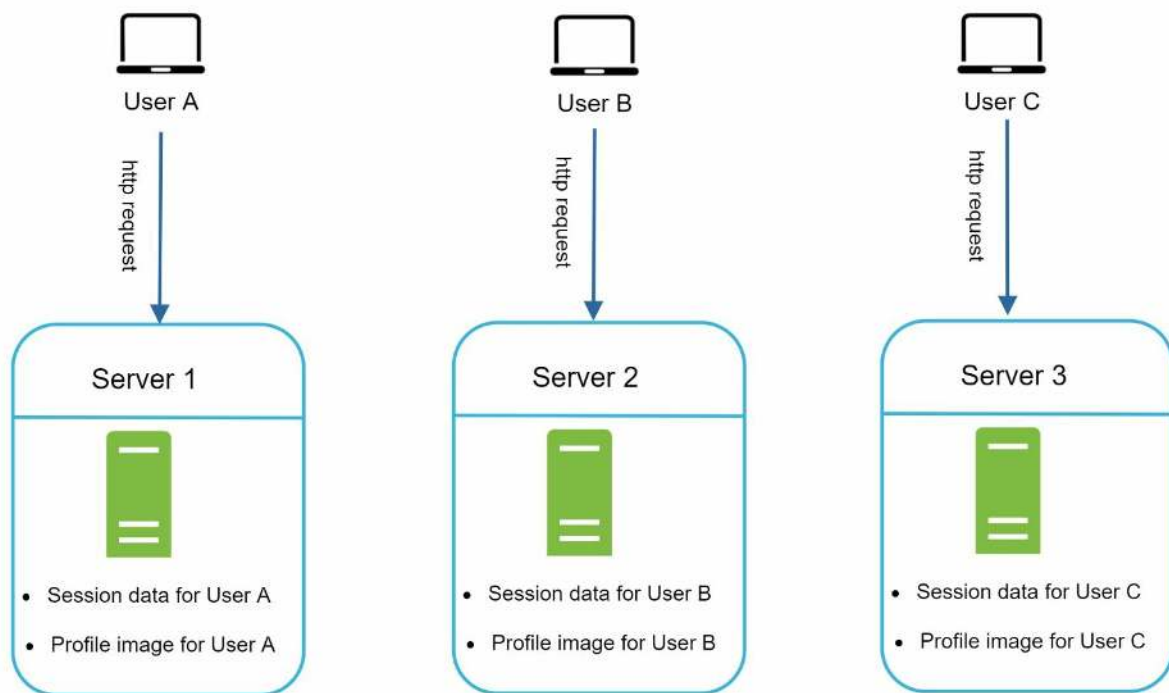 User A
User B
User C
http request
http request
http request
Server 1
Server 2
Server 3
• Session data for User A
• Profile image for User A
• Session data for User B
• Profile image for User B
• Session data for User C
• Profile image for User C